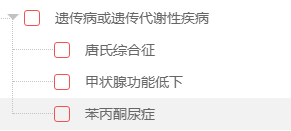 遗传病或遗传代谢性疾病
唐氏综合征
甲状腺功能低下
苯丙酮尿症